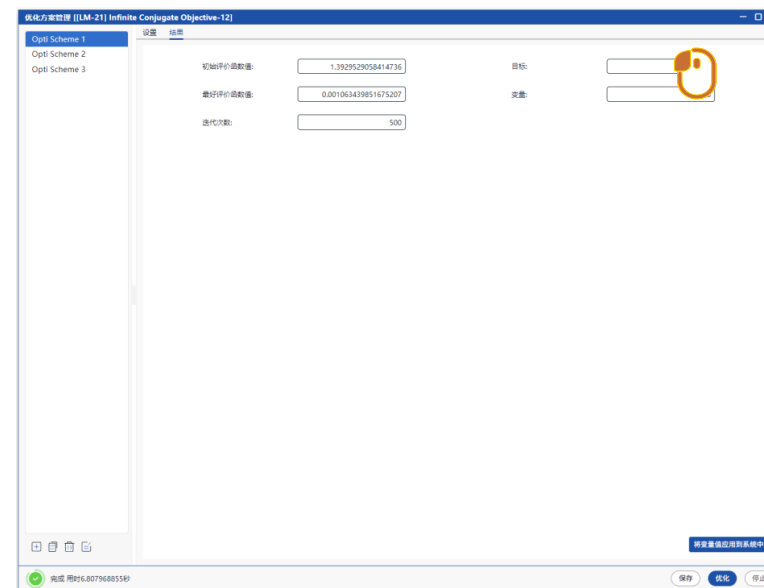 优化方案管理 [[LM-21] Infinite Conjugate Objective-12]
Opti Scheme 1
Opti Scheme 2
Opti Scheme 3
设置 结果
初始评价函数值: 1.3929529058414736 目标:
最好评价函数值: 0.001063439851675207 变量:
迭代次数: 500
将变量值应用到系统中
完成 用时6.807968855秒
保存 优化 停止